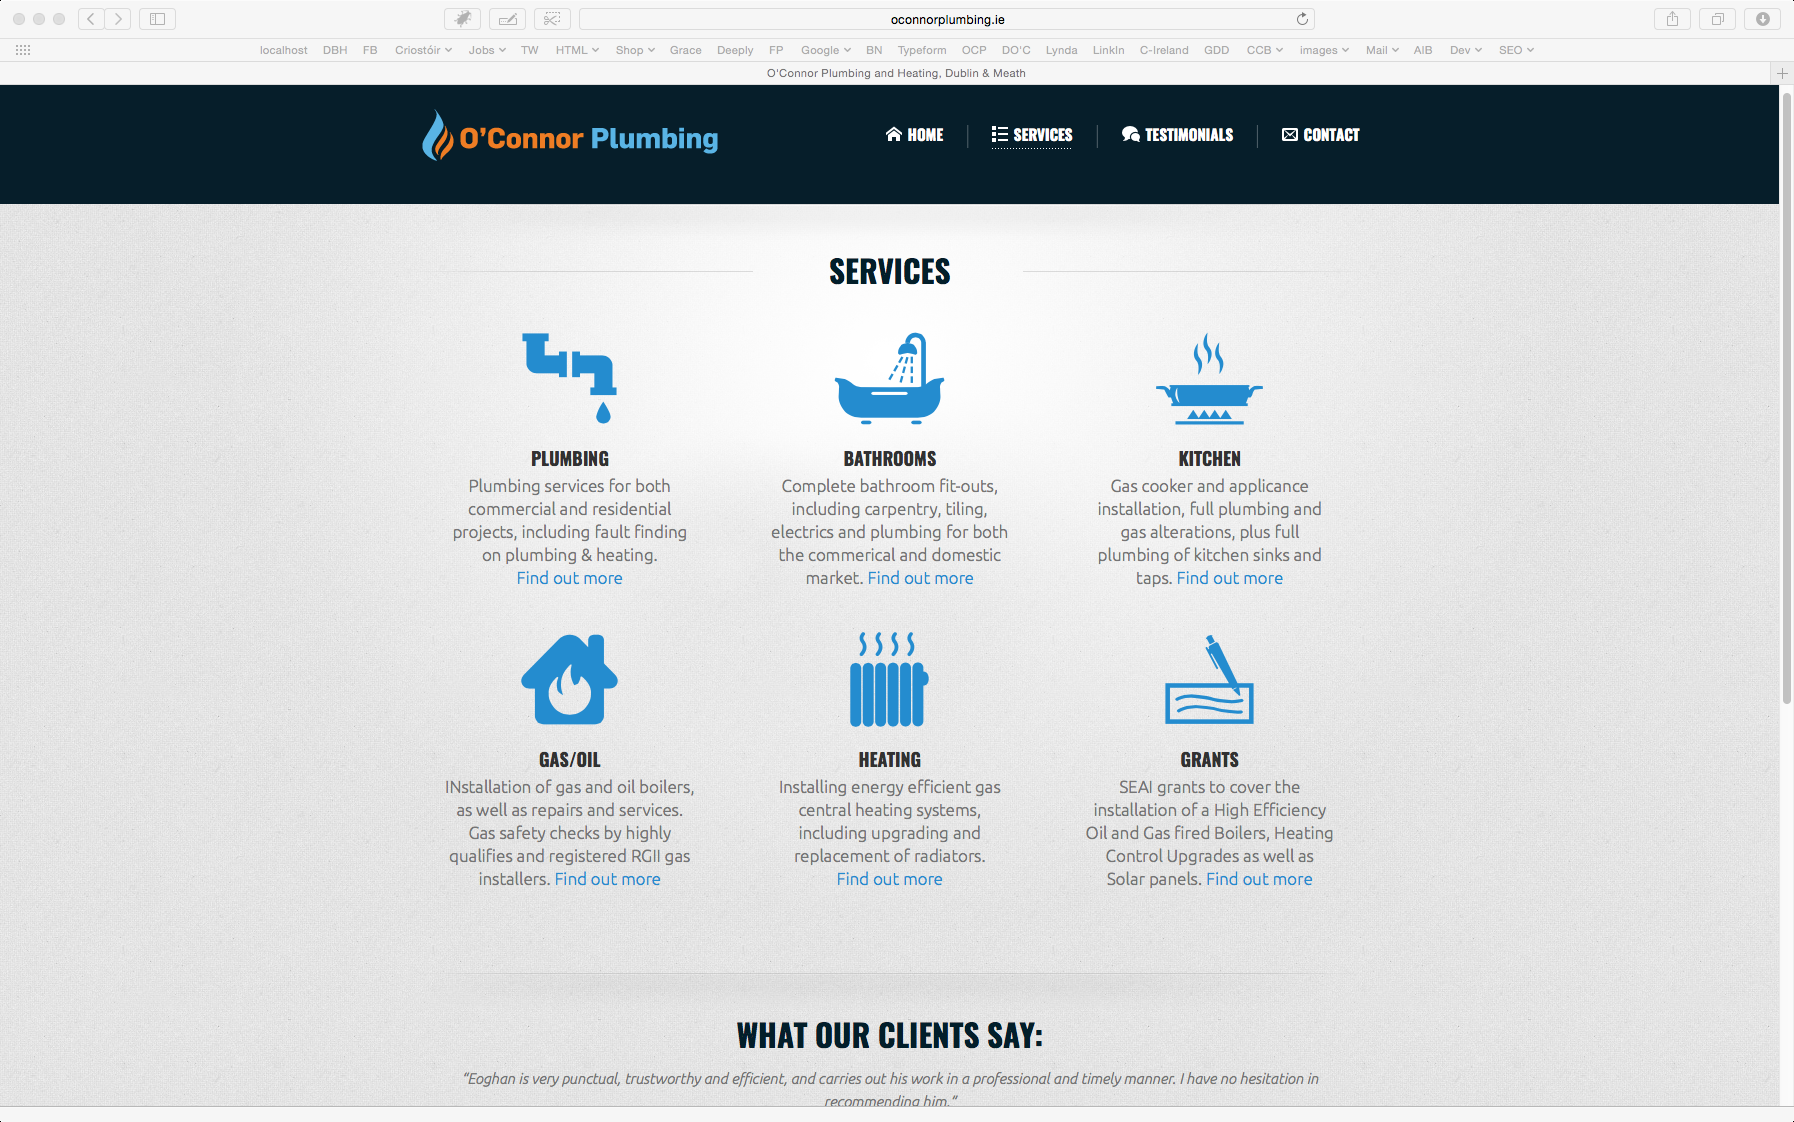 oconnorplumbing.ie
localhost DBH FB Criostóir Jobs TW HTML Shop Grace Deeply FP Google BN Typeform OCP DO'C Lynda LinkIn C-Ireland GDD CCB images Mail AIB Dev SEO
O'Connor Plumbing and Heating, Dublin & Meath
O'Connor Plumbing
HOME SERVICES TESTIMONIALS CONTACT
SERVICES
PLUMBING
Plumbing services for both
commercial and residential
projects, including fault finding
on plumbing & heating.
Find out more
BATHROOMS
Complete bathroom fit-outs,
including carpentry, tiling,
electrics and plumbing for both
the commerical and domestic
market. Find out more
KITCHEN
Gas cooker and applicance
installation, full plumbing and
gas alterations, plus full
plumbing of kitchen sinks and
taps. Find out more
GAS/OIL
INstallation of gas and oil boilers,
as well as repairs and services.
Gas safety checks by highly
qualifies and registered RGII gas
installers. Find out more
HEATING
Installing energy efficient gas
central heating systems,
including upgrading and
replacement of radiators.
Find out more
GRANTS
SEAI grants to cover the
installation of a High Efficiency
Oil and Gas fired Boilers, Heating
Control Upgrades as well as
Solar panels. Find out more
WHAT OUR CLIENTS SAY:
“Eoghan is very punctual, trustworthy and efficient, and carries out his work in a professional and timely manner. I have no hesitation in
recommending him.”